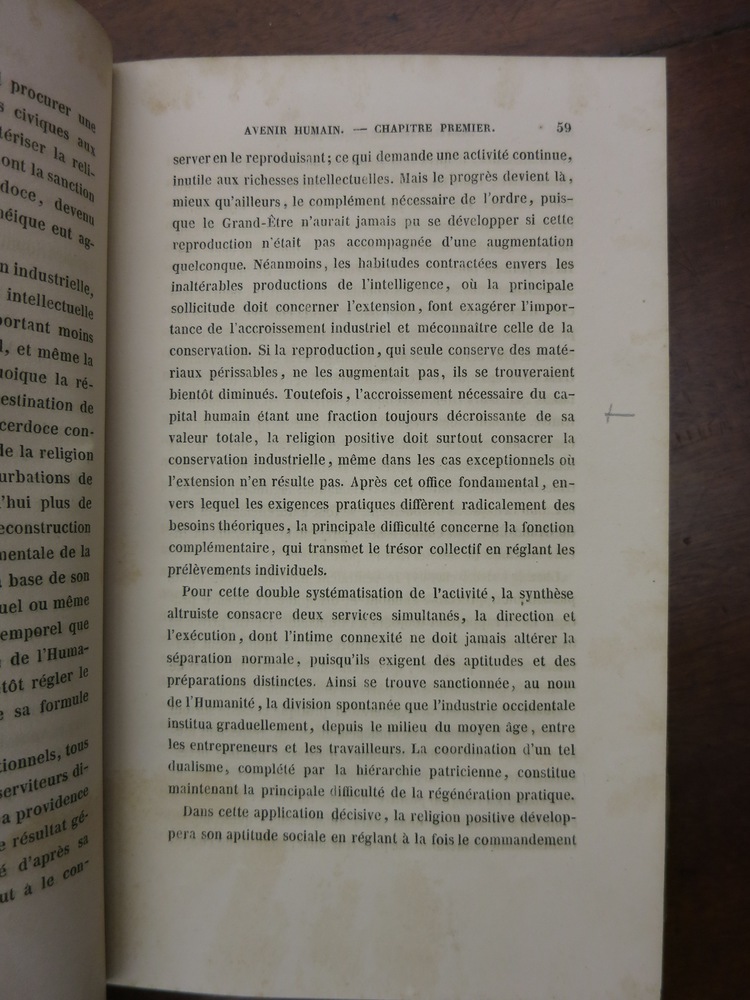 procurer une
civiques aux
tériser la reli-
ont la sanction
doce, devenu
héique eut ag-
n industrielle,
intellectuelle
portant moins
l, et même la
uoique la ré-
estination de
cerdoce con-
de la religion
urbations de
'hui plus de
econstruction
mentale de la
base de son
uel ou même
emporel que
de l'Huma-
tôt régler le
e sa formule
tionnels, tous
serviteurs di-
a providence
e résultat gé-
é d'après sa
ut à le con-
AVENIR HUMAIN. — CHAPITRE PREMIER. 59
server en le reproduisant; ce qui demande une activité continue,
inutile aux richesses intellectuelles. Mais le progrès devient là,
mieux qu'ailleurs, le complément nécessaire de l'ordre, puis-
que le Grand-Être n'aurait jamais pu se développer si cette
reproduction n'était pas accompagnée d'une augmentation
quelconque. Néanmoins, les habitudes contractées envers les
inaltérables productions de l'intelligence, où la principale
sollicitude doit concerner l'extension, font exagérer l'impor-
tance de l'accroissement industriel et méconnaître celle de la
conservation. Si la reproduction, qui seule conserve des maté-
riaux périssables, ne les augmentait pas, ils se trouveraient
bientôt diminués. Toutefois, l'accroissement nécessaire du ca-
pital humain étant une fraction toujours décroissante de sa
valeur totale, la religion positive doit surtout consacrer la
conservation industrielle, même dans les cas exceptionnels où
l'extension n'en résulte pas. Après cet office fondamental, en-
vers lequel les exigences pratiques diffèrent radicalement des
besoins théoriques, la principale difficulté concerne la fonction
complémentaire, qui transmet le trésor collectif en réglant les
prélèvements individuels.
Pour cette double systématisation de l'activité, la synthèse
altruiste consacre deux services simultanés, la direction et
l'exécution, dont l'intime connexité ne doit jamais altérer la
séparation normale, puisqu'ils exigent des aptitudes et des
préparations distinctes. Ainsi se trouve sanctionnée, au nom
de l'Humanité, la division spontanée que l'industrie occidentale
institua graduellement, depuis le milieu du moyen âge, entre
les entrepreneurs et les travailleurs. La coordination d'un tel
dualisme, complété par la hiérarchie patricienne, constitue
maintenant la principale difficulté de la régénération pratique.
Dans cette application décisive, la religion positive dévelop-
pera son aptitude sociale en réglant à la fois le commandement